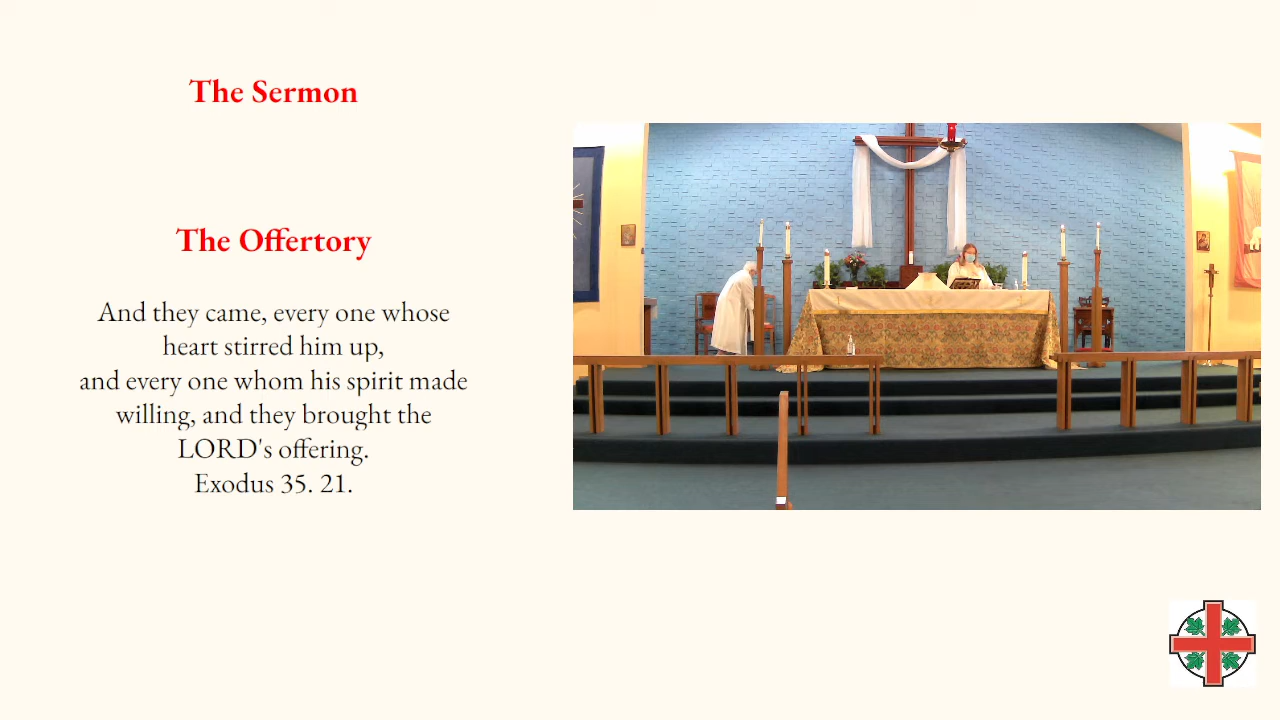 The Sermon
The Offertory
And they came, every one whose
heart stirred him up,
and every one whom his spirit made
willing, and they brought the
LORD's offering.
Exodus 35. 21.